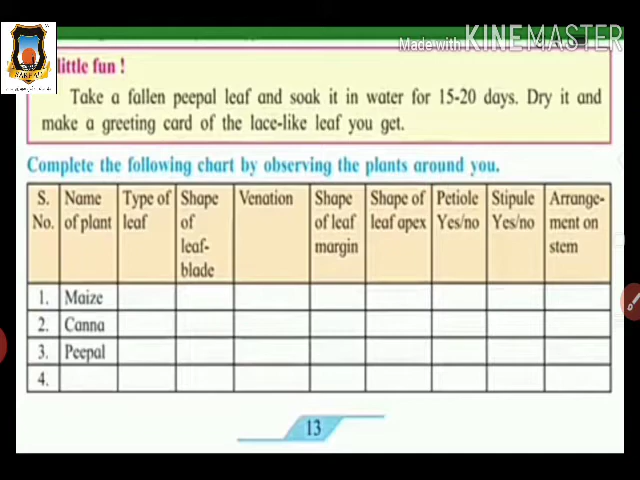 Made with KINEMASTER
little fun !
Take a fallen peepal leaf and soak it in water for 15-20 days. Dry it and
make a greeting card of the lace-like leaf you get.
Complete the following chart by observing the plants around you.
S. No. Name of plant Type of leaf Shape of leaf-blade Venation Shape of leaf margin Shape of leaf apex Petiole Yes/no Stipule Yes/no Arrange-ment on stem
1. Maize
2. Canna
3. Peepal
4.
13